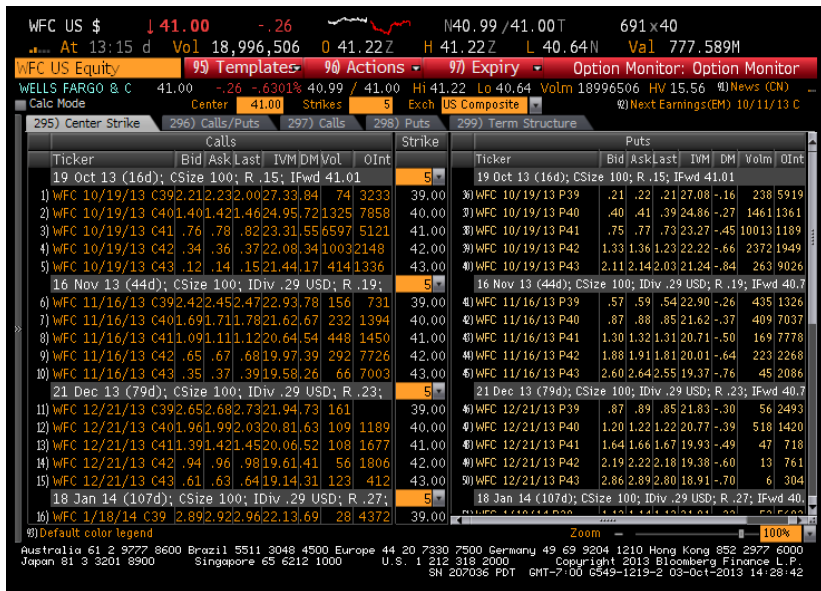 WFC US $ ↓41.00 -.26 N40.99/41.00T 691×40
At 13:15 d Vol 18,996,506 O 41.22Z H 41.22Z L 40.64N Val 777.589M
WFC US Equity 95) Templates 96) Actions 97) Expiry Option Monitor: Option Monitor
WELLS FARGO & C 41.00 -.26 -.6301% 40.99 / 41.00 Hi 41.22 Lo 40.64 Volm 18996506 HV 15.56 91)News (CN)
Calc Mode Center 41.00 Strikes 5 Exch US Composite 92)Next Earnings(EM) 10/11/13 C
295) Center Strike 296) Calls/Puts 297) Calls 298) Puts 299) Term Structure
Calls Strike Puts
Ticker Bid Ask Last IVM DM Vol OInt Ticker Bid Ask Last IVM DM Volm OInt
19 Oct 13 (16d); CSize 100; R .15; IFwd 41.01 5 19 Oct 13 (16d); CSize 100; R .15; IFwd 41.01
1) WFC 10/19/13 C39 2.21 2.23 2.00 27.33 .84 74 3233 39.00 36) WFC 10/19/13 P39 .21 .22 .21 27.08 -.16 238 5919
2) WFC 10/19/13 C40 1.40 1.42 1.46 24.95 .72 1325 7858 40.00 37) WFC 10/19/13 P40 .40 .41 .39 24.86 -.27 1461 1361
3) WFC 10/19/13 C41 .76 .78 .82 23.31 .55 6597 5121 41.00 38) WFC 10/19/13 P41 .75 .77 .73 23.27 -.45 10013 1189
4) WFC 10/19/13 C42 .34 .36 .37 22.08 .34 10032148 42.00 39) WFC 10/19/13 P42 1.33 1.36 1.23 22.22 -.66 2372 1949
5) WFC 10/19/13 C43 .12 .14 .15 21.44 .17 414 1336 43.00 40) WFC 10/19/13 P43 2.11 2.14 2.03 21.24 -.84 263 9026
16 Nov 13 (44d); CSize 100; IDiv .29 USD; R .19; 5 16 Nov 13 (44d); CSize 100; IDiv .29 USD; R .19; IFwd 40.7
6) WFC 11/16/13 C39 2.42 2.45 2.47 22.93 .78 156 731 39.00 41) WFC 11/16/13 P39 .57 .59 .54 22.90 -.26 435 1326
7) WFC 11/16/13 C40 1.69 1.71 1.78 21.62 .67 232 1394 40.00 42) WFC 11/16/13 P40 .87 .88 .85 21.62 -.37 409 7037
8) WFC 11/16/13 C41 1.09 1.11 1.12 20.64 .54 448 1450 41.00 43) WFC 11/16/13 P41 1.30 1.32 1.31 20.71 -.50 169 7778
9) WFC 11/16/13 C42 .65 .67 .68 19.97 .39 292 7726 42.00 44) WFC 11/16/13 P42 1.88 1.91 1.81 20.01 -.64 223 2268
10) WFC 11/16/13 C43 .35 .37 .39 19.58 .26 66 7003 43.00 45) WFC 11/16/13 P43 2.60 2.64 2.55 19.37 -.76 45 2086
21 Dec 13 (79d); CSize 100; IDiv .29 USD; R .23; 5 21 Dec 13 (79d); CSize 100; IDiv .29 USD; R .23; IFwd 40.7
11) WFC 12/21/13 C39 2.65 2.68 2.73 21.94 .73 161 39.00 46) WFC 12/21/13 P39 .87 .89 .85 21.83 -.30 56 2493
12) WFC 12/21/13 C40 1.96 1.99 2.03 20.81 .63 109 1189 40.00 47) WFC 12/21/13 P40 1.20 1.22 1.22 20.77 -.39 518 1420
13) WFC 12/21/13 C41 1.39 1.42 1.45 20.06 .52 108 1677 41.00 48) WFC 12/21/13 P41 1.64 1.66 1.67 19.93 -.49 47 718
14) WFC 12/21/13 C42 .94 .96 .98 19.61 .41 56 1806 42.00 49) WFC 12/21/13 P42 2.19 2.22 2.18 19.38 -.60 13 761
15) WFC 12/21/13 C43 .61 .63 .64 19.14 .31 123 412 43.00 50) WFC 12/21/13 P43 2.86 2.89 2.80 18.91 -.70 6 304
18 Jan 14 (107d); CSize 100; IDiv .29 USD; R .27; 5 18 Jan 14 (107d); CSize 100; IDiv .29 USD; R .27; IFwd 40.
16) WFC 1/18/14 C39 2.89 2.92 2.96 22.13 .69 28 4372 39.00
93)Default color legend Zoom 100%
Australia 61 2 9777 8600 Brazil 5511 3048 4500 Europe 44 20 7330 7500 Germany 49 69 9204 1210 Hong Kong 852 2977 6000
Japan 81 3 3201 8900 Singapore 65 6212 1000 U.S. 1 212 318 2000 Copyright 2013 Bloomberg Finance L.P.
SN 207036 PDT GMT-7:00 G549-1219-2 03-Oct-2013 14:28:42